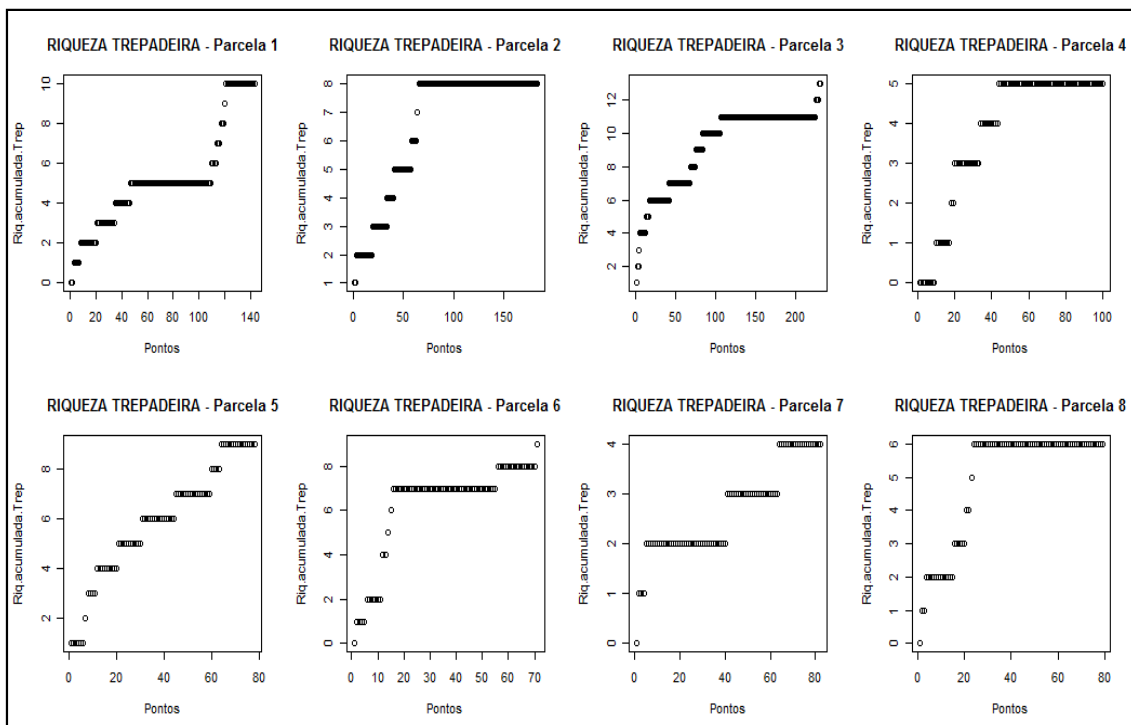 RIQUEZA TREPADEIRA - Parcela 1
Riq.acumulada.Trep
0 2 4 6 8 10
0 20 40 60 80 100 140
Pontos
RIQUEZA TREPADEIRA - Parcela 2
Riq.acumulada.Trep
1 2 3 4 5 6 7 8
0 50 100 150
Pontos
RIQUEZA TREPADEIRA - Parcela 3
Riq.acumulada.Trep
2 4 6 8 10 12
0 50 100 150 200
Pontos
RIQUEZA TREPADEIRA - Parcela 4
Riq.acumulada.Trep
0 1 2 3 4 5
0 20 40 60 80 100
Pontos
RIQUEZA TREPADEIRA - Parcela 5
Riq.acumulada.Trep
2 4 6 8
0 20 40 60 80
Pontos
RIQUEZA TREPADEIRA - Parcela 6
Riq.acumulada.Trep
0 2 4 6 8
0 10 20 30 40 50 60 70
Pontos
RIQUEZA TREPADEIRA - Parcela 7
Riq.acumulada.Trep
0 1 2 3 4
0 20 40 60 80
Pontos
RIQUEZA TREPADEIRA - Parcela 8
Riq.acumulada.Trep
0 1 2 3 4 5 6
0 20 40 60 80
Pontos